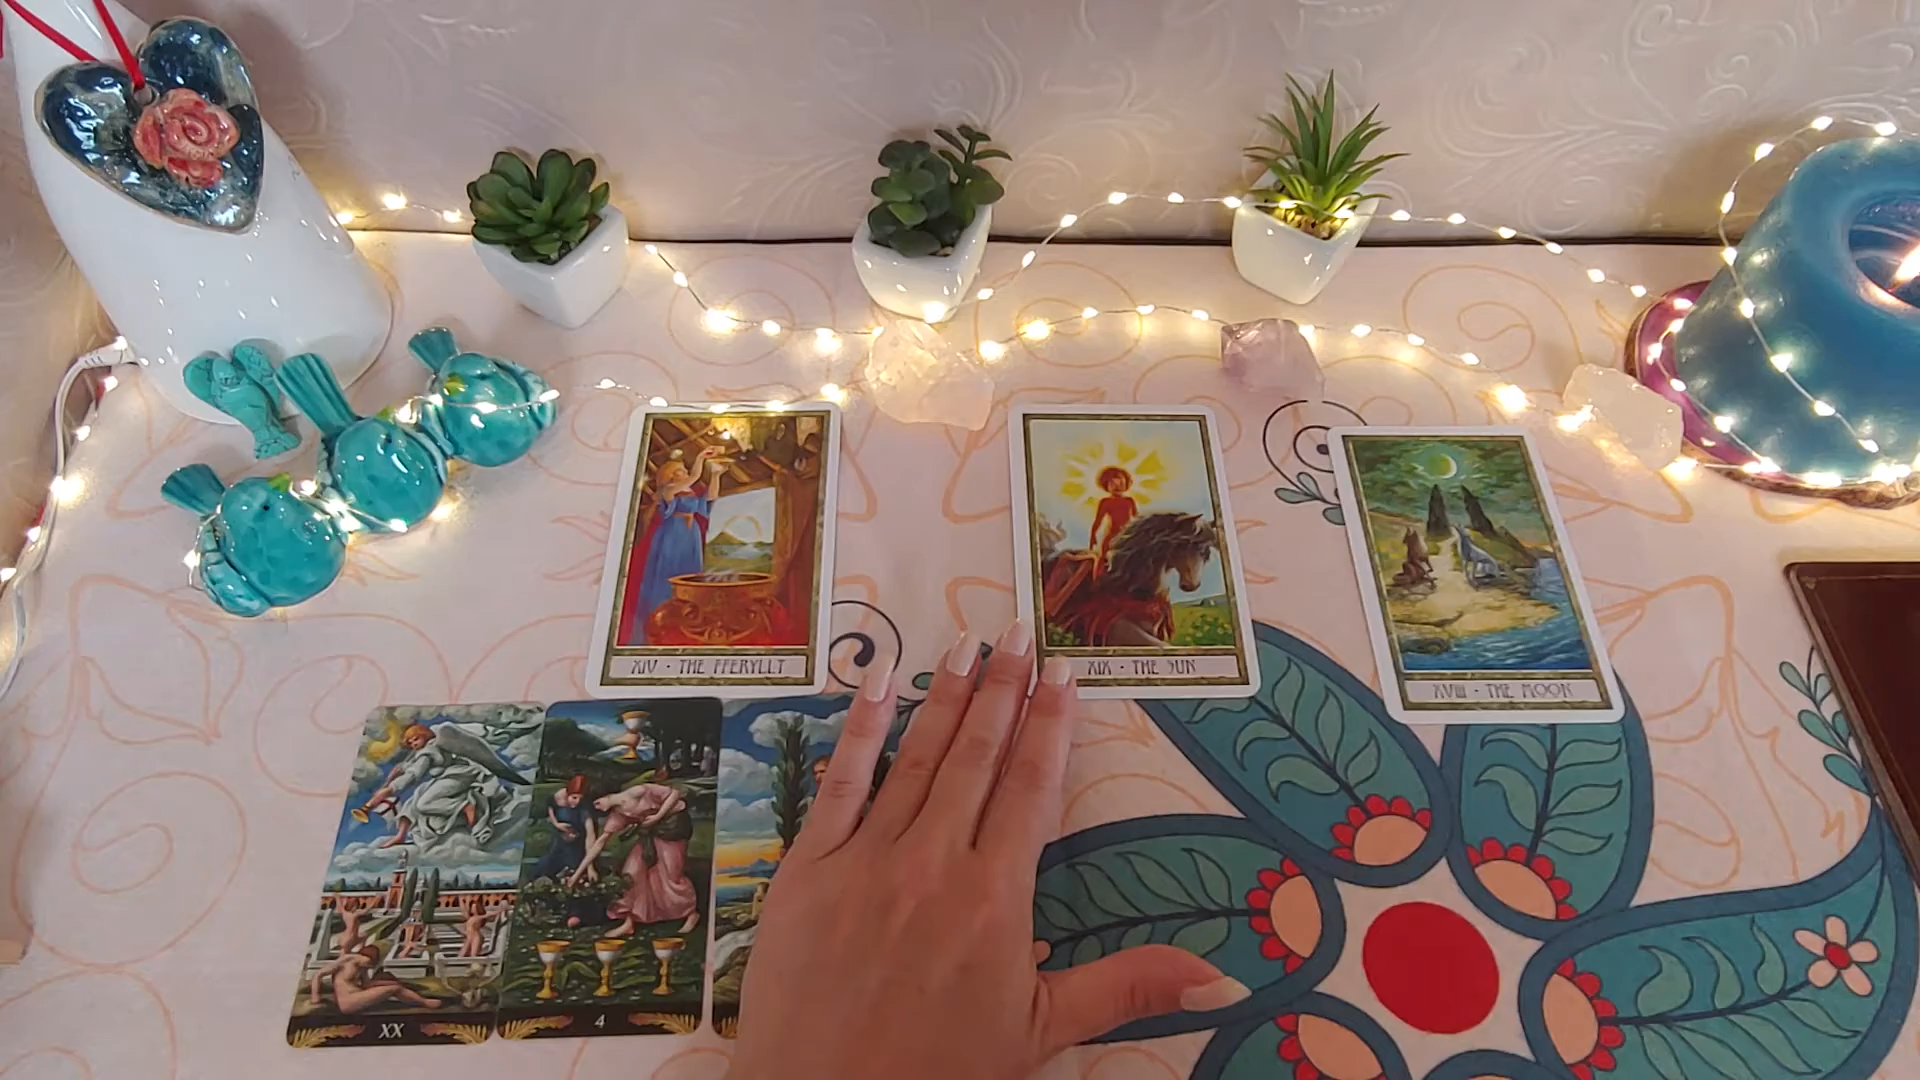 XIV • THE FFERYLLT
XIX • THE SUN
XVIII • THE MOON
XX
4